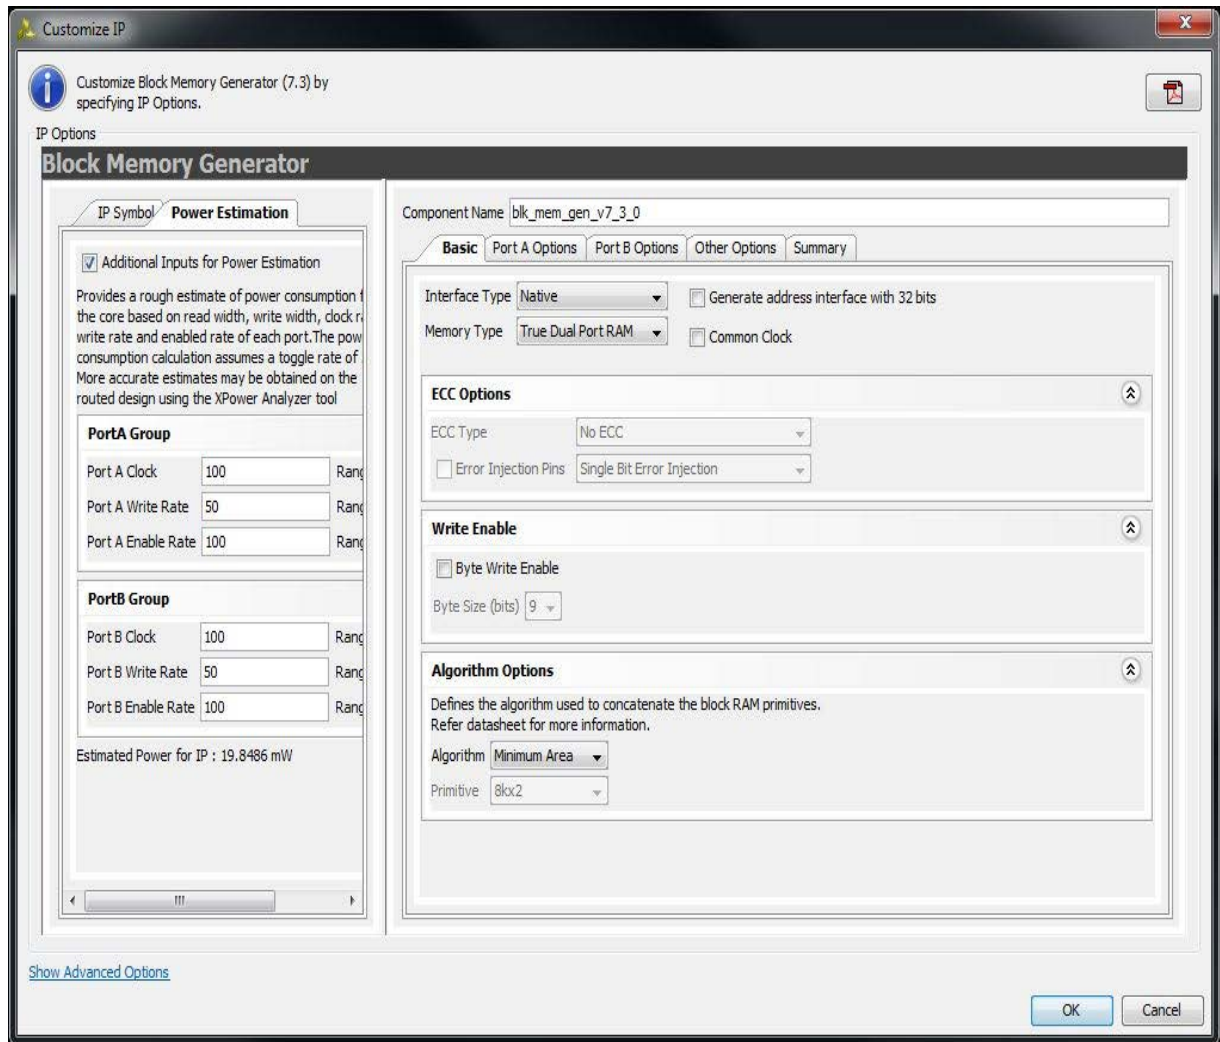 Customize IP
X
Customize Block Memory Generator (7.3) by
specifying IP Options.
IP Options
Block Memory Generator
IP Symbol
Power Estimation
Additional Inputs for Power Estimation
Provides a rough estimate of power consumption
the core based on read width, write width, clock
write rate and enabled rate of each port.The
consumption calculation assumes a toggle rate of
More accurate estimates may be obtained on the
routed design using the XPower Analyzer tool
PortA Group
Port A Clock 100
Port A Write Rate 50
Port A Enable Rate 100
PortB Group
Port B Clock 100
Port B Write Rate 50
Port B Enable Rate 100
Estimated Power for IP : 19.8486 mW
Component Name blk_mem_gen_v7_3_0
Basic Port A Options Port B Options Other Options Summary
Interface Type Native Generate address interface with 32 bits
Memory Type True Dual Port RAM Common Clock
ECC Options
ECC Type No ECC
Error Injection Pins Single Bit Error Injection
Write Enable
Byte Write Enable
Byte Size (bits) 9
Algorithm Options
Defines the algorithm used to concatenate the block RAM primitives.
Refer datasheet for more information.
Algorithm Minimum Area
Primitive 8kx2
Show Advanced Options
OK Cancel